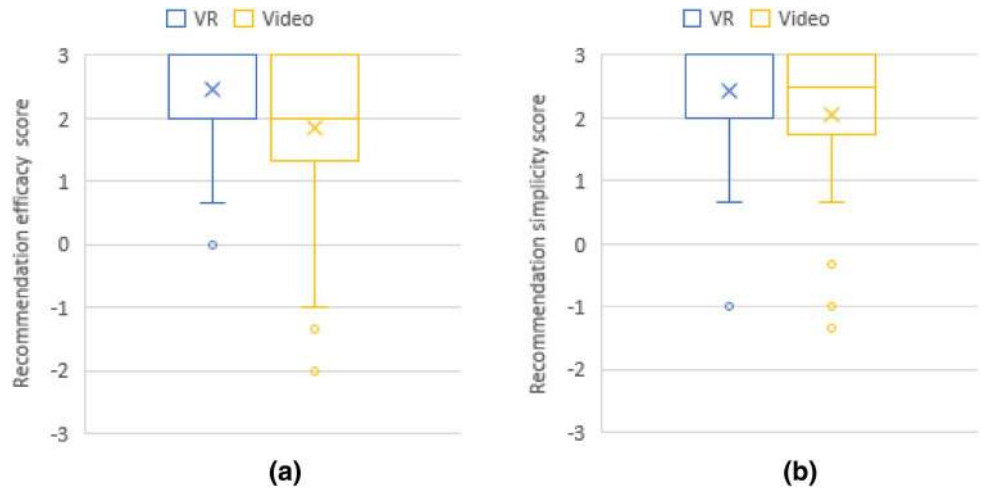 VR Video
Recommendation efficacy score
3
2
1
0
-1
-2
-3
(a)
VR Video
Recommendation simplicity score
3
2
1
0
-1
-2
-3
(b)